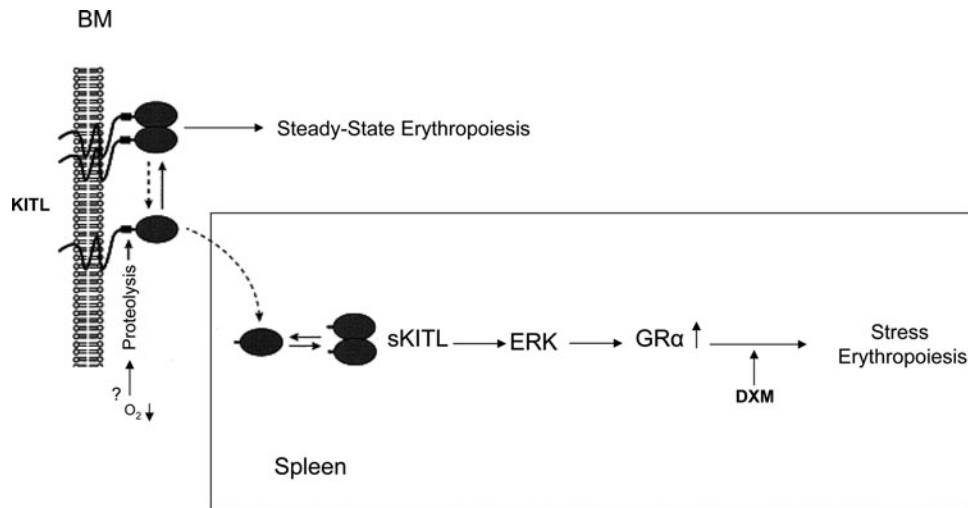 BM
Steady-State Erythropoiesis
KITL
Proteolysis
?
O₂
sKITL
ERK
GRα
Stress
Erythropoiesis
DXM
Spleen